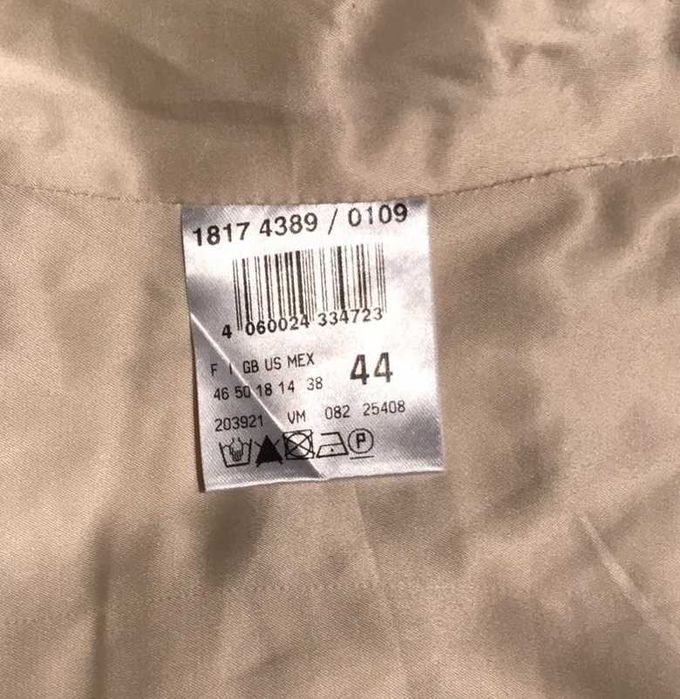 1817 4389 / 0109
4 060024 334723
F I GB US MEX
46 50 18 14 38
44
203921 VM 082 25408
P